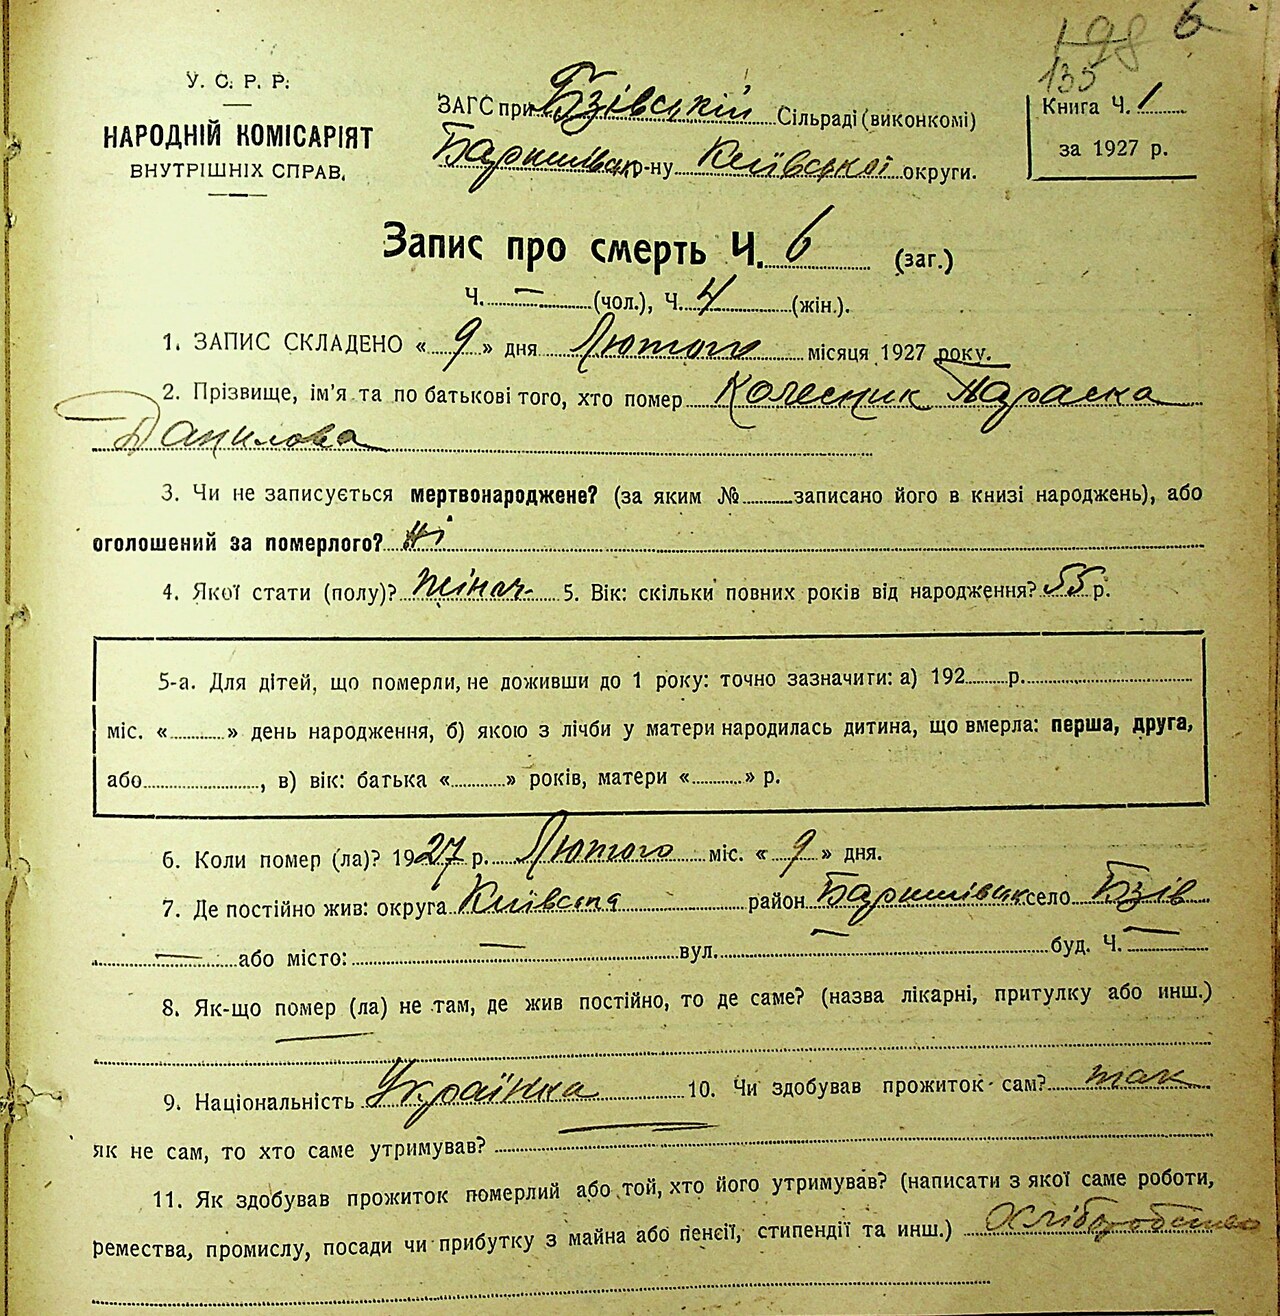 198 6
135
У. С. Р. Р.
НАРОДНІЙ КОМІСАРІЯТ
ВНУТРІШНІХ СПРАВ.
ЗАГС при Бзівській Сільраді (виконкомі)
Баришівськ р-ну Київської округи.
Книга Ч. 1
за 1927 р.
Запис про смерть Ч. 6 (заг.)
Ч. — (чол.), Ч. 4 (жін.).
1. ЗАПИС СКЛАДЕНО « 9 » дня Лютого місяця 1927 року.
2. Прізвище, ім'я та по батькові того, хто помер Колесник Параска
Данилова
3. Чи не записується мертвонароджене? (за яким № записано його в книзі народжень), або
оголошений за померлого? Ні
4. Якої стати (полу)? жіноч. 5. Вік: скільки повних років від народження? 55 р.
5-а. Для дітей, що померли, не доживши до 1 року: точно зазначити: а) 192 р.
міс. « » день народження, б) якою з лічби у матери народилась дитина, що вмерла: перша, друга,
або , в) вік: батька « » років, матери « » р.
6. Коли помер (ла)? 1927 р. Лютого міс. « 9 » дня.
7. Де постійно жив: округа Київська район Баришівськ село Бзів
— або місто: — вул. — буд. Ч. —
8. Як-що помер (ла) не там, де жив постійно, то де саме? (назва лікарні, притулку або инш.)
—
9. Національність Українка 10. Чи здобував прожиток сам? так
як не сам, то хто саме утримував? —
11. Як здобував прожиток померлий або той, хто його утримував? (написати з якої саме роботи,
ремества, промислу, посади чи прибутку з майна або пенсії, стипендії та инш.) Хліборобство